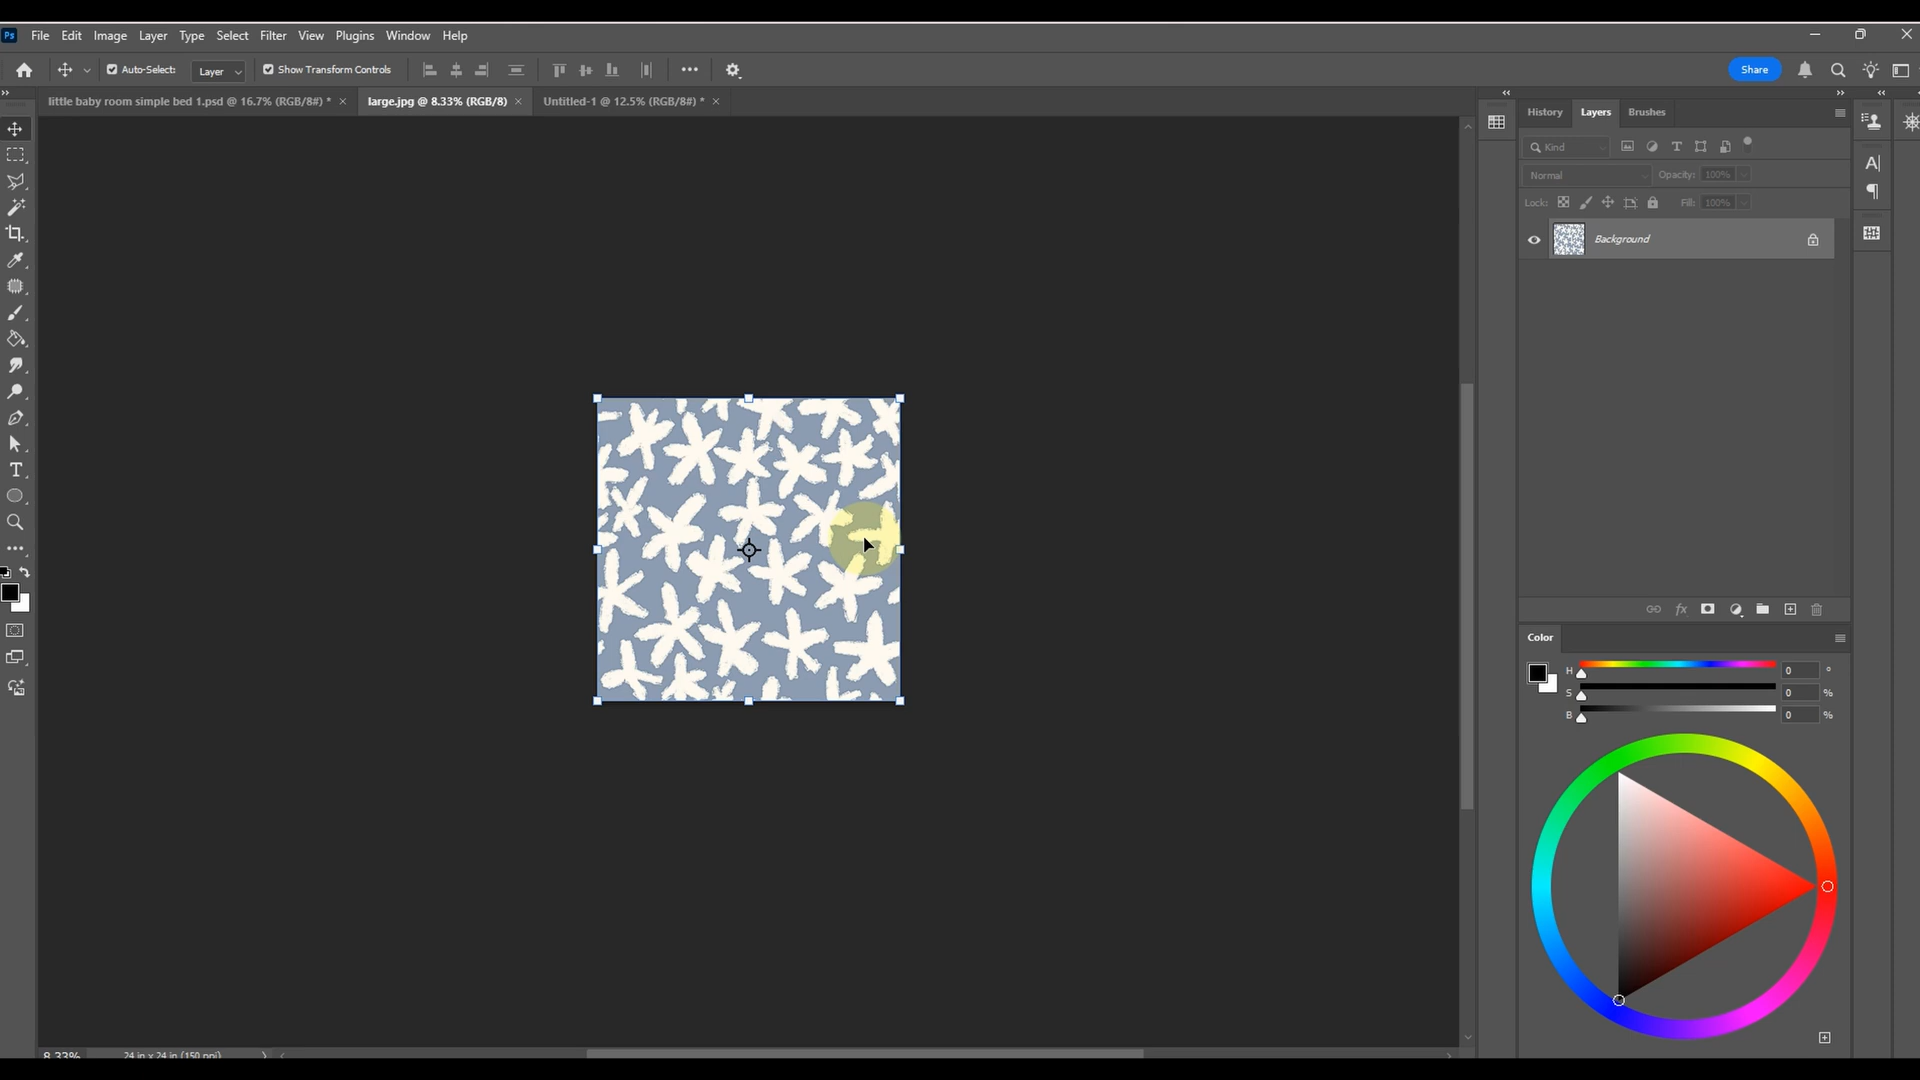 Ps File Edit Image Layer Type Select Filter View Plugins Window Help
Auto-Select: Layer Show Transform Controls Share
little baby room simple bed 1.psd @ 16.7% (RGB/8#) * large.jpg @ 8.33% (RGB/8) Untitled-1 @ 12.5% (RGB/8#) *
History Layers Brushes
Kind
Normal Opacity: 100%
Lock: Fill: 100%
Background
Color
H 0 °
S 0 %
B 0 %
8.33% 24 in x 24 in (150 ppi)